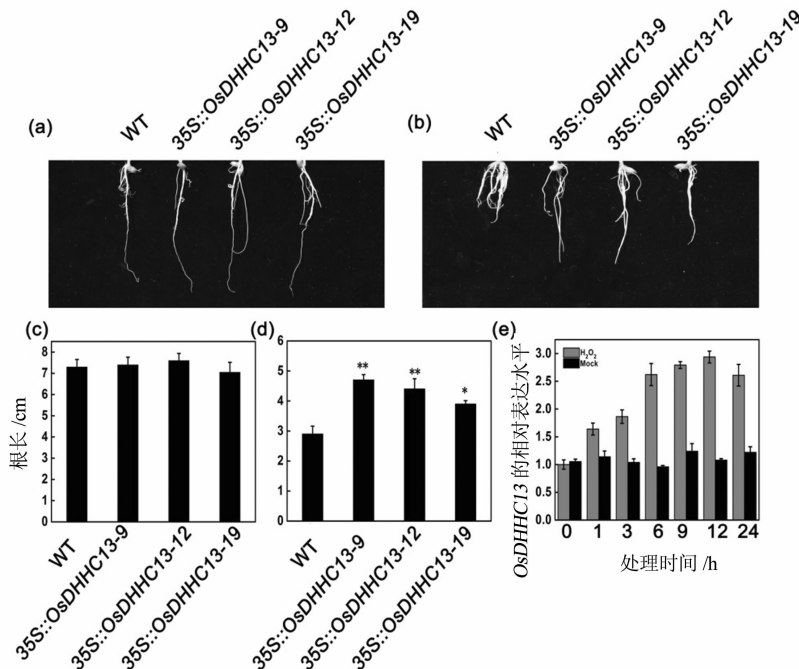 (a)
WT
35S::OsDHHC13-9
35S::OsDHHC13-12
35S::OsDHHC13-19
(b)
WT
35S::OsDHHC13-9
35S::OsDHHC13-12
35S::OsDHHC13-19
(c)
根长 /cm
8
7
6
5
4
3
2
1
0
WT
35S::OsDHHC13-9
35S::OsDHHC13-12
35S::OsDHHC13-19
(d)
6
5
4
3
2
1
0
**
**
*
WT
35S::OsDHHC13-9
35S::OsDHHC13-12
35S::OsDHHC13-19
(e)
OsDHHC13 的相对表达水平
H₂O₂
Mock
3.0
2.5
2.0
1.5
1.0
0.5
0.0
0 1 3 6 9 12 24
处理时间 /h